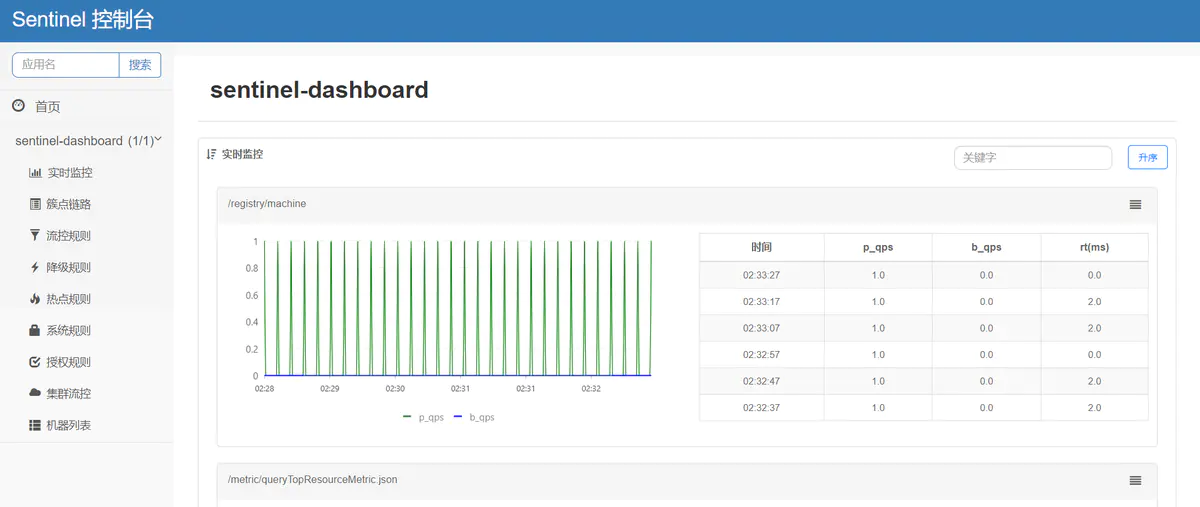 Sentinel 控制台
应用名 搜索
首页
sentinel-dashboard (1/1)
实时监控
簇点链路
流控规则
降级规则
热点规则
系统规则
授权规则
集群流控
机器列表
sentinel-dashboard
实时监控 关键字 升序
/registry/machine
1
0.8
0.6
0.4
0.2
0
02:28 02:29 02:30 02:31 02:31 02:32
p_qps b_qps
时间 p_qps b_qps rt(ms)
02:33:27 1.0 0.0 0.0
02:33:17 1.0 0.0 2.0
02:33:07 1.0 0.0 2.0
02:32:57 1.0 0.0 0.0
02:32:47 1.0 0.0 2.0
02:32:37 1.0 0.0 2.0
/metric/queryTopResourceMetric.json